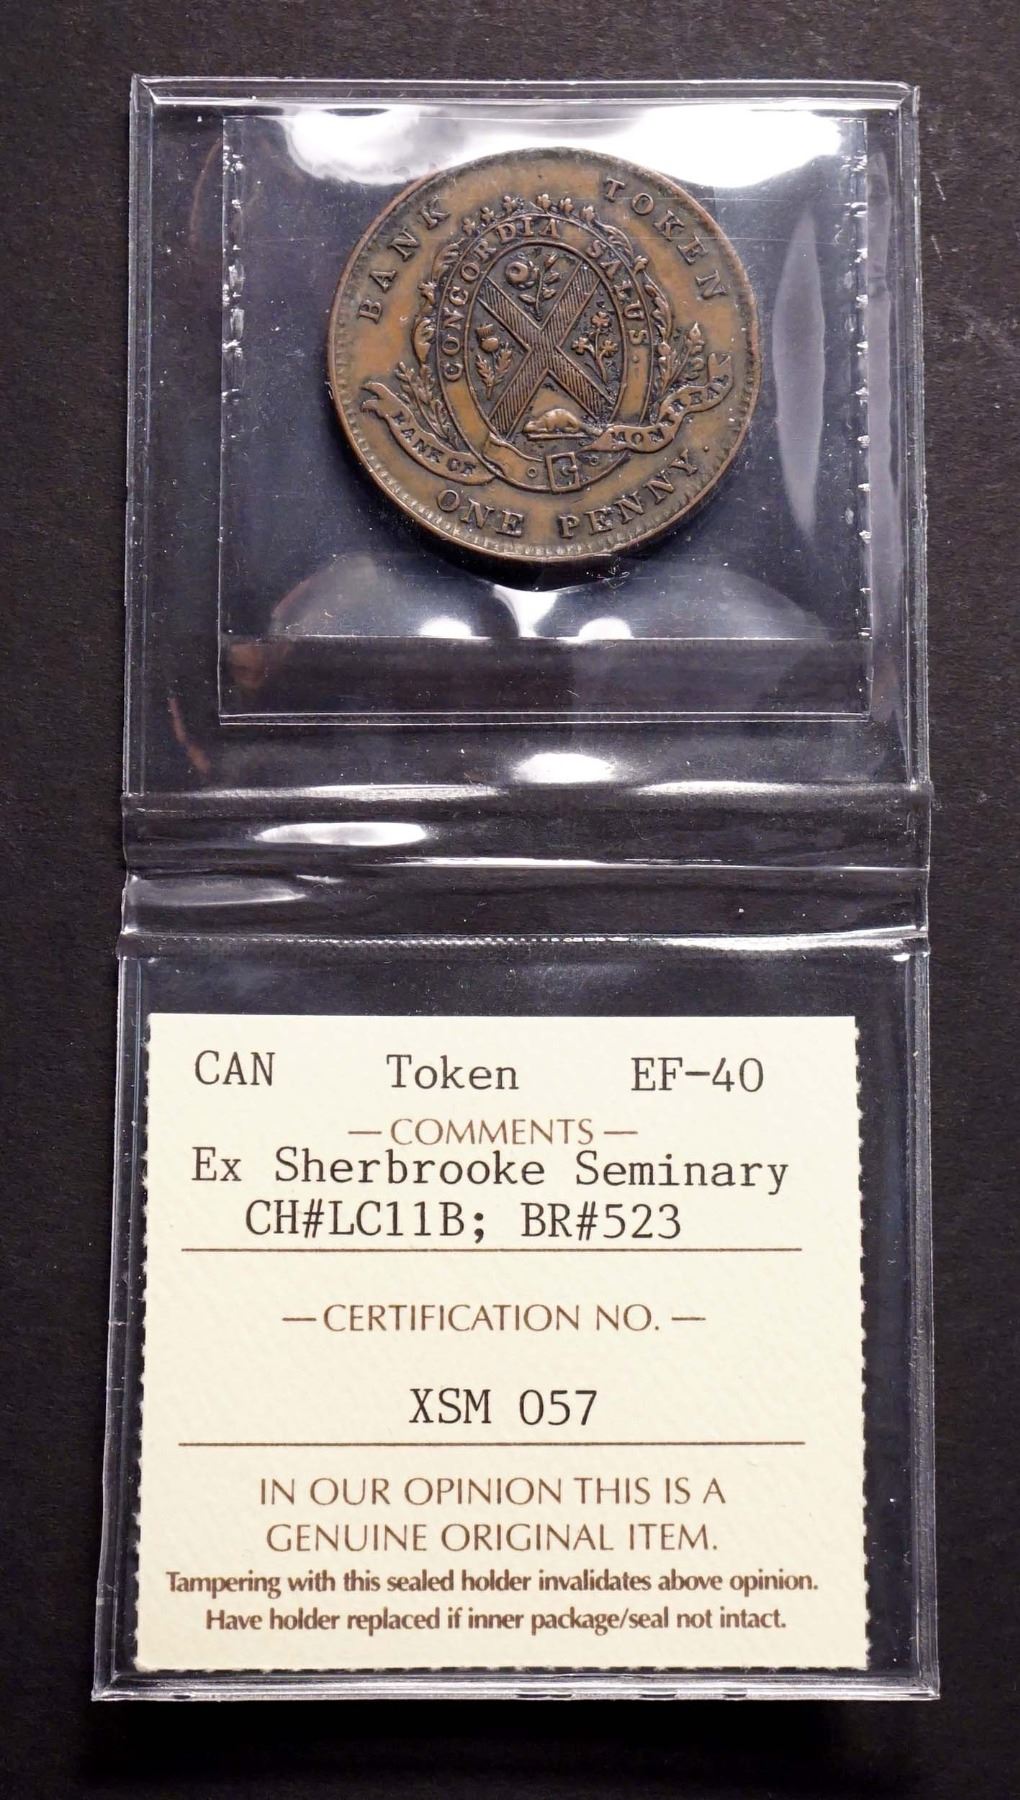 BANK TOKEN
CONCORDIA SALUS.
BANK OF MONTREAL
ONE PENNY.
CAN Token EF-40
— COMMENTS —
Ex Sherbrooke Seminary
CH#LC11B; BR#523
— CERTIFICATION NO. —
XSM 057
IN OUR OPINION THIS IS A
GENUINE ORIGINAL ITEM.
Tampering with this sealed holder invalidates above opinion.
Have holder replaced if inner package/seal not intact.